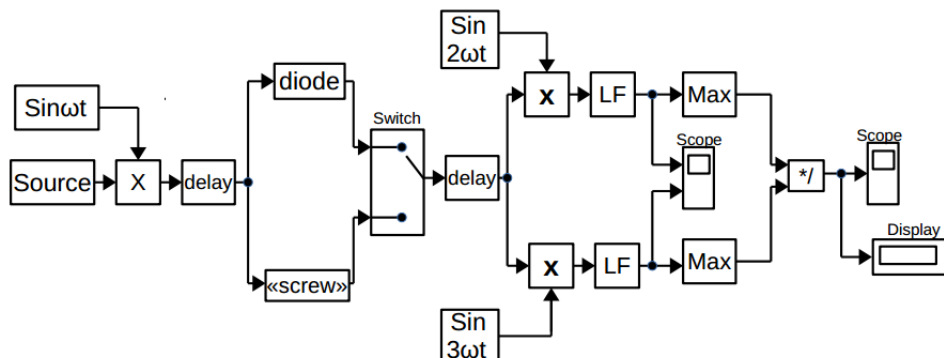 Sin
2ωt
diode
x
LF
Max
Sinωt
Switch
Scope
Scope
Source
X
delay
delay
*/
Display
x
LF
Max
«screw»
Sin
3ωt